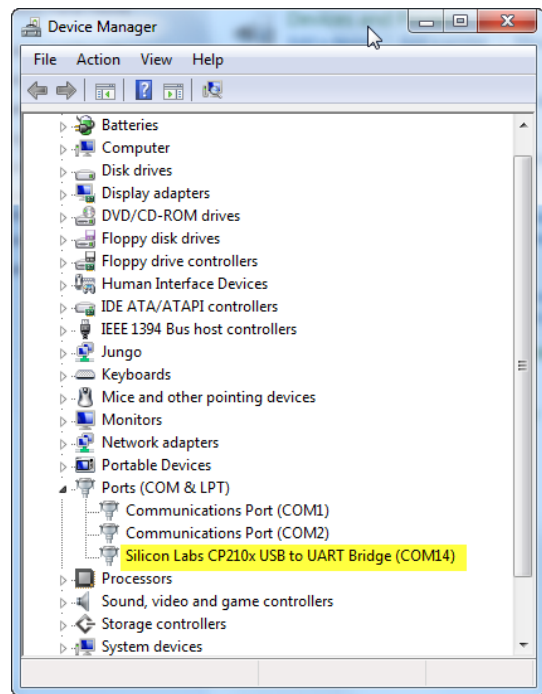 Device Manager
File Action View Help
Batteries
Computer
Disk drives
Display adapters
DVD/CD-ROM drives
Floppy disk drives
Floppy drive controllers
Human Interface Devices
IDE ATA/ATAPI controllers
IEEE 1394 Bus host controllers
Jungo
Keyboards
Mice and other pointing devices
Monitors
Network adapters
Portable Devices
Ports (COM & LPT)
Communications Port (COM1)
Communications Port (COM2)
Silicon Labs CP210x USB to UART Bridge (COM14)
Processors
Sound, video and game controllers
Storage controllers
System devices